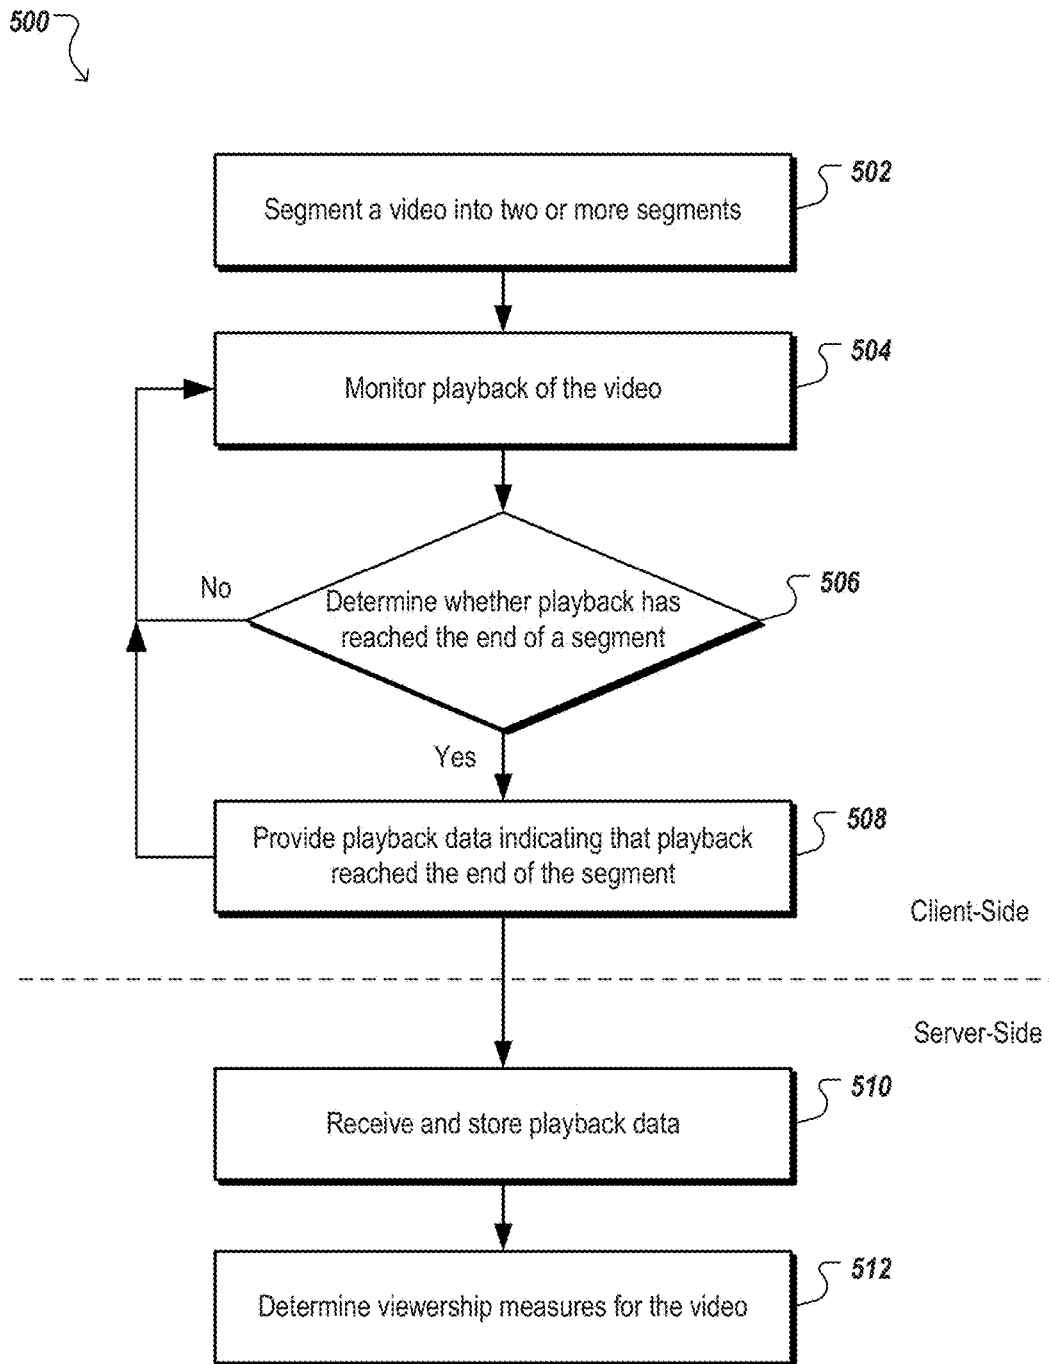 500
502
Segment a video into two or more segments
504
Monitor playback of the video
No
506
Determine whether playback has
reached the end of a segment
Yes
508
Provide playback data indicating that playback
reached the end of the segment
Client-Side
Server-Side
510
Receive and store playback data
512
Determine viewership measures for the video